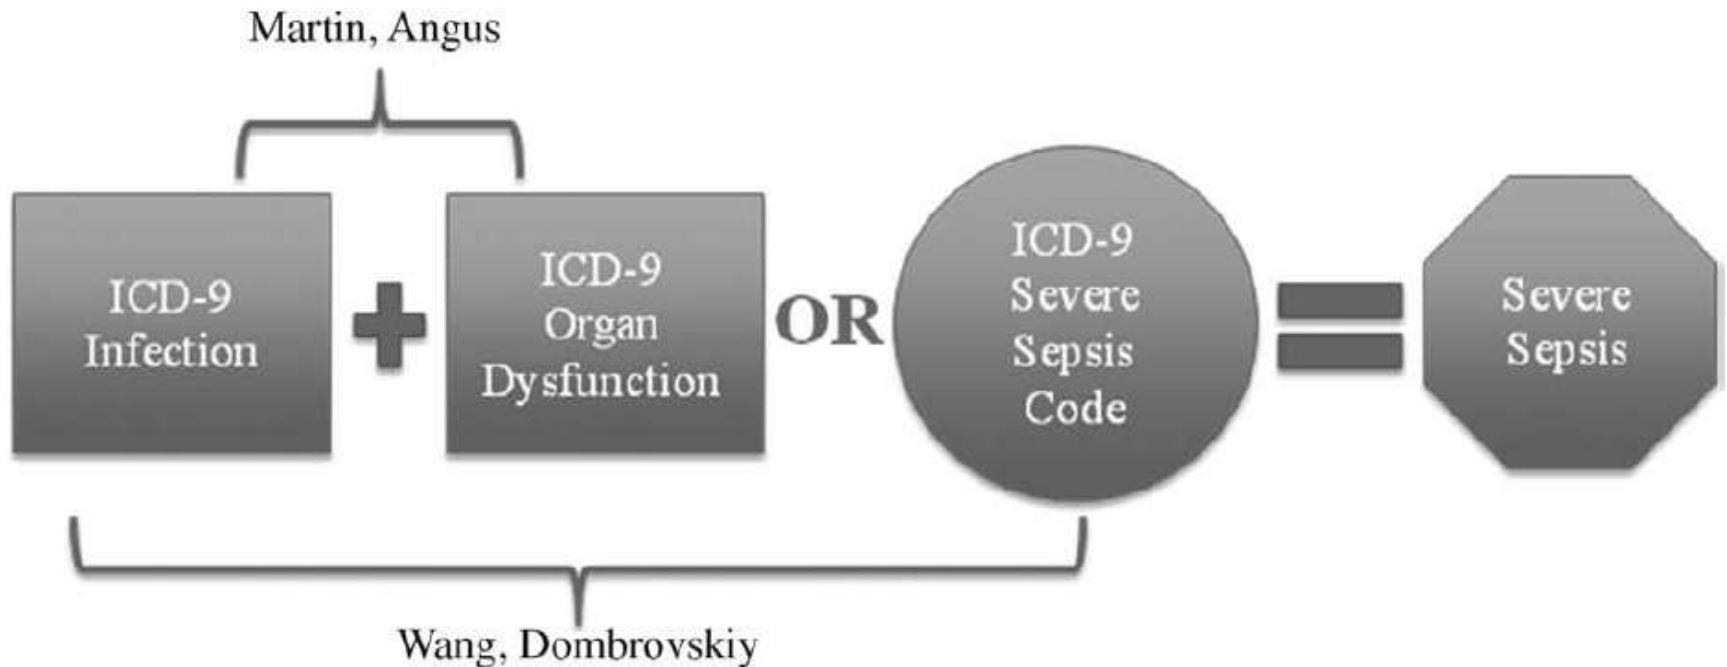 Martin, Angus
ICD-9
Infection
ICD-9
Organ
Dysfunction
OR
ICD-9
Severe
Sepsis
Code
Severe
Sepsis
Wang, Dombrovskiy